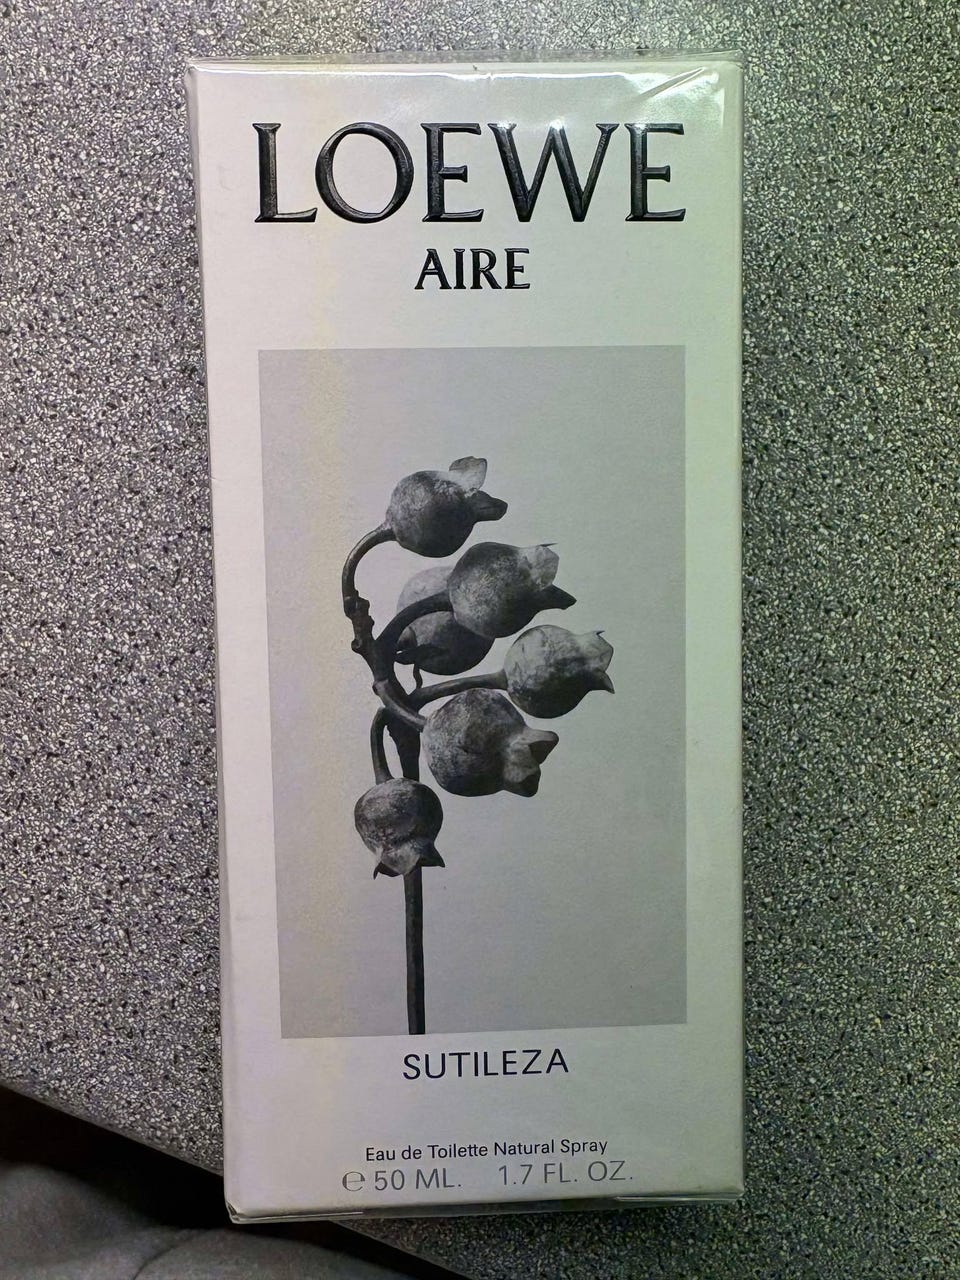 LOEWE
AIRE
SUTILEZA
Eau de Toilette Natural Spray
℮ 50 ML. 1.7 FL. OZ.